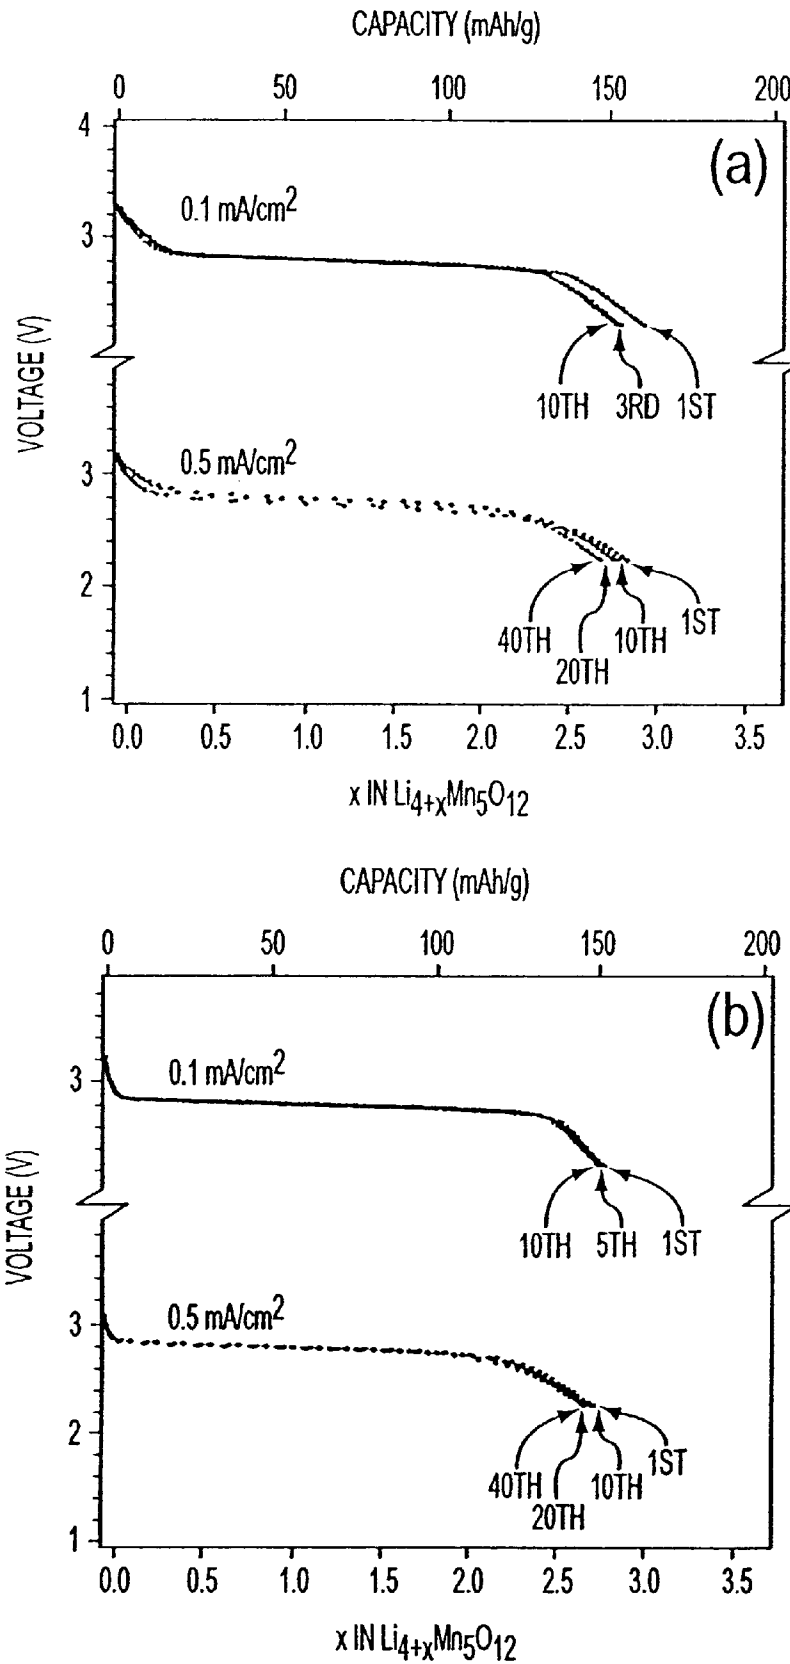 CAPACITY (mAh/g)
0 50 100 150 200
(a)
4
0.1 mA/cm2
3
VOLTAGE (V)
10TH 3RD 1ST
0.5 mA/cm2
3
2
40TH 10TH 1ST
20TH
1
0.0 0.5 1.0 1.5 2.0 2.5 3.0 3.5
x IN Li4+xMn5O12
CAPACITY (mAh/g)
0 50 100 150 200
(b)
0.1 mA/cm2
3
VOLTAGE (V)
10TH 5TH 1ST
0.5 mA/cm2
3
2
40TH 10TH 1ST
20TH
1
0.0 0.5 1.0 1.5 2.0 2.5 3.0 3.5
x IN Li4+xMn5O12